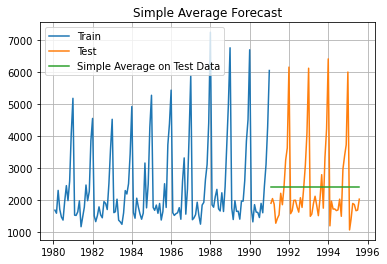 Simple Average Forecast
Train
Test
Simple Average on Test Data
7000
6000
5000
4000
3000
2000
1000
1980 1982 1984 1986 1988 1990 1992 1994 1996